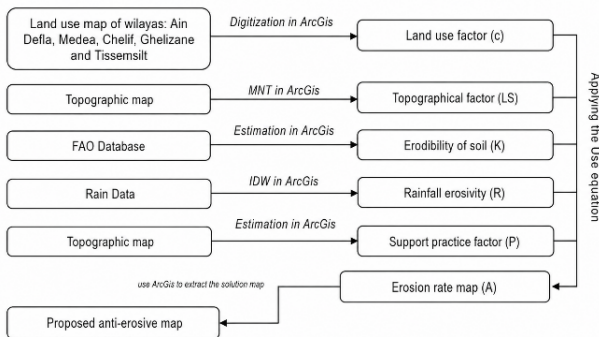 Land use map of wilayas: Ain
Defla, Medea, Chelif, Ghelizane
and Tissemsilt
Digitization in ArcGis
Land use factor (c)
Topographic map
MNT in ArcGis
Topographical factor (LS)
FAO Database
Estimation in ArcGis
Erodibility of soil (K)
Rain Data
IDW in ArcGis
Rainfall erosivity (R)
Topographic map
Estimation in ArcGis
Support practice factor (P)
Applying the Use equation
use ArcGis to extract the solution map
Erosion rate map (A)
Proposed anti-erosive map